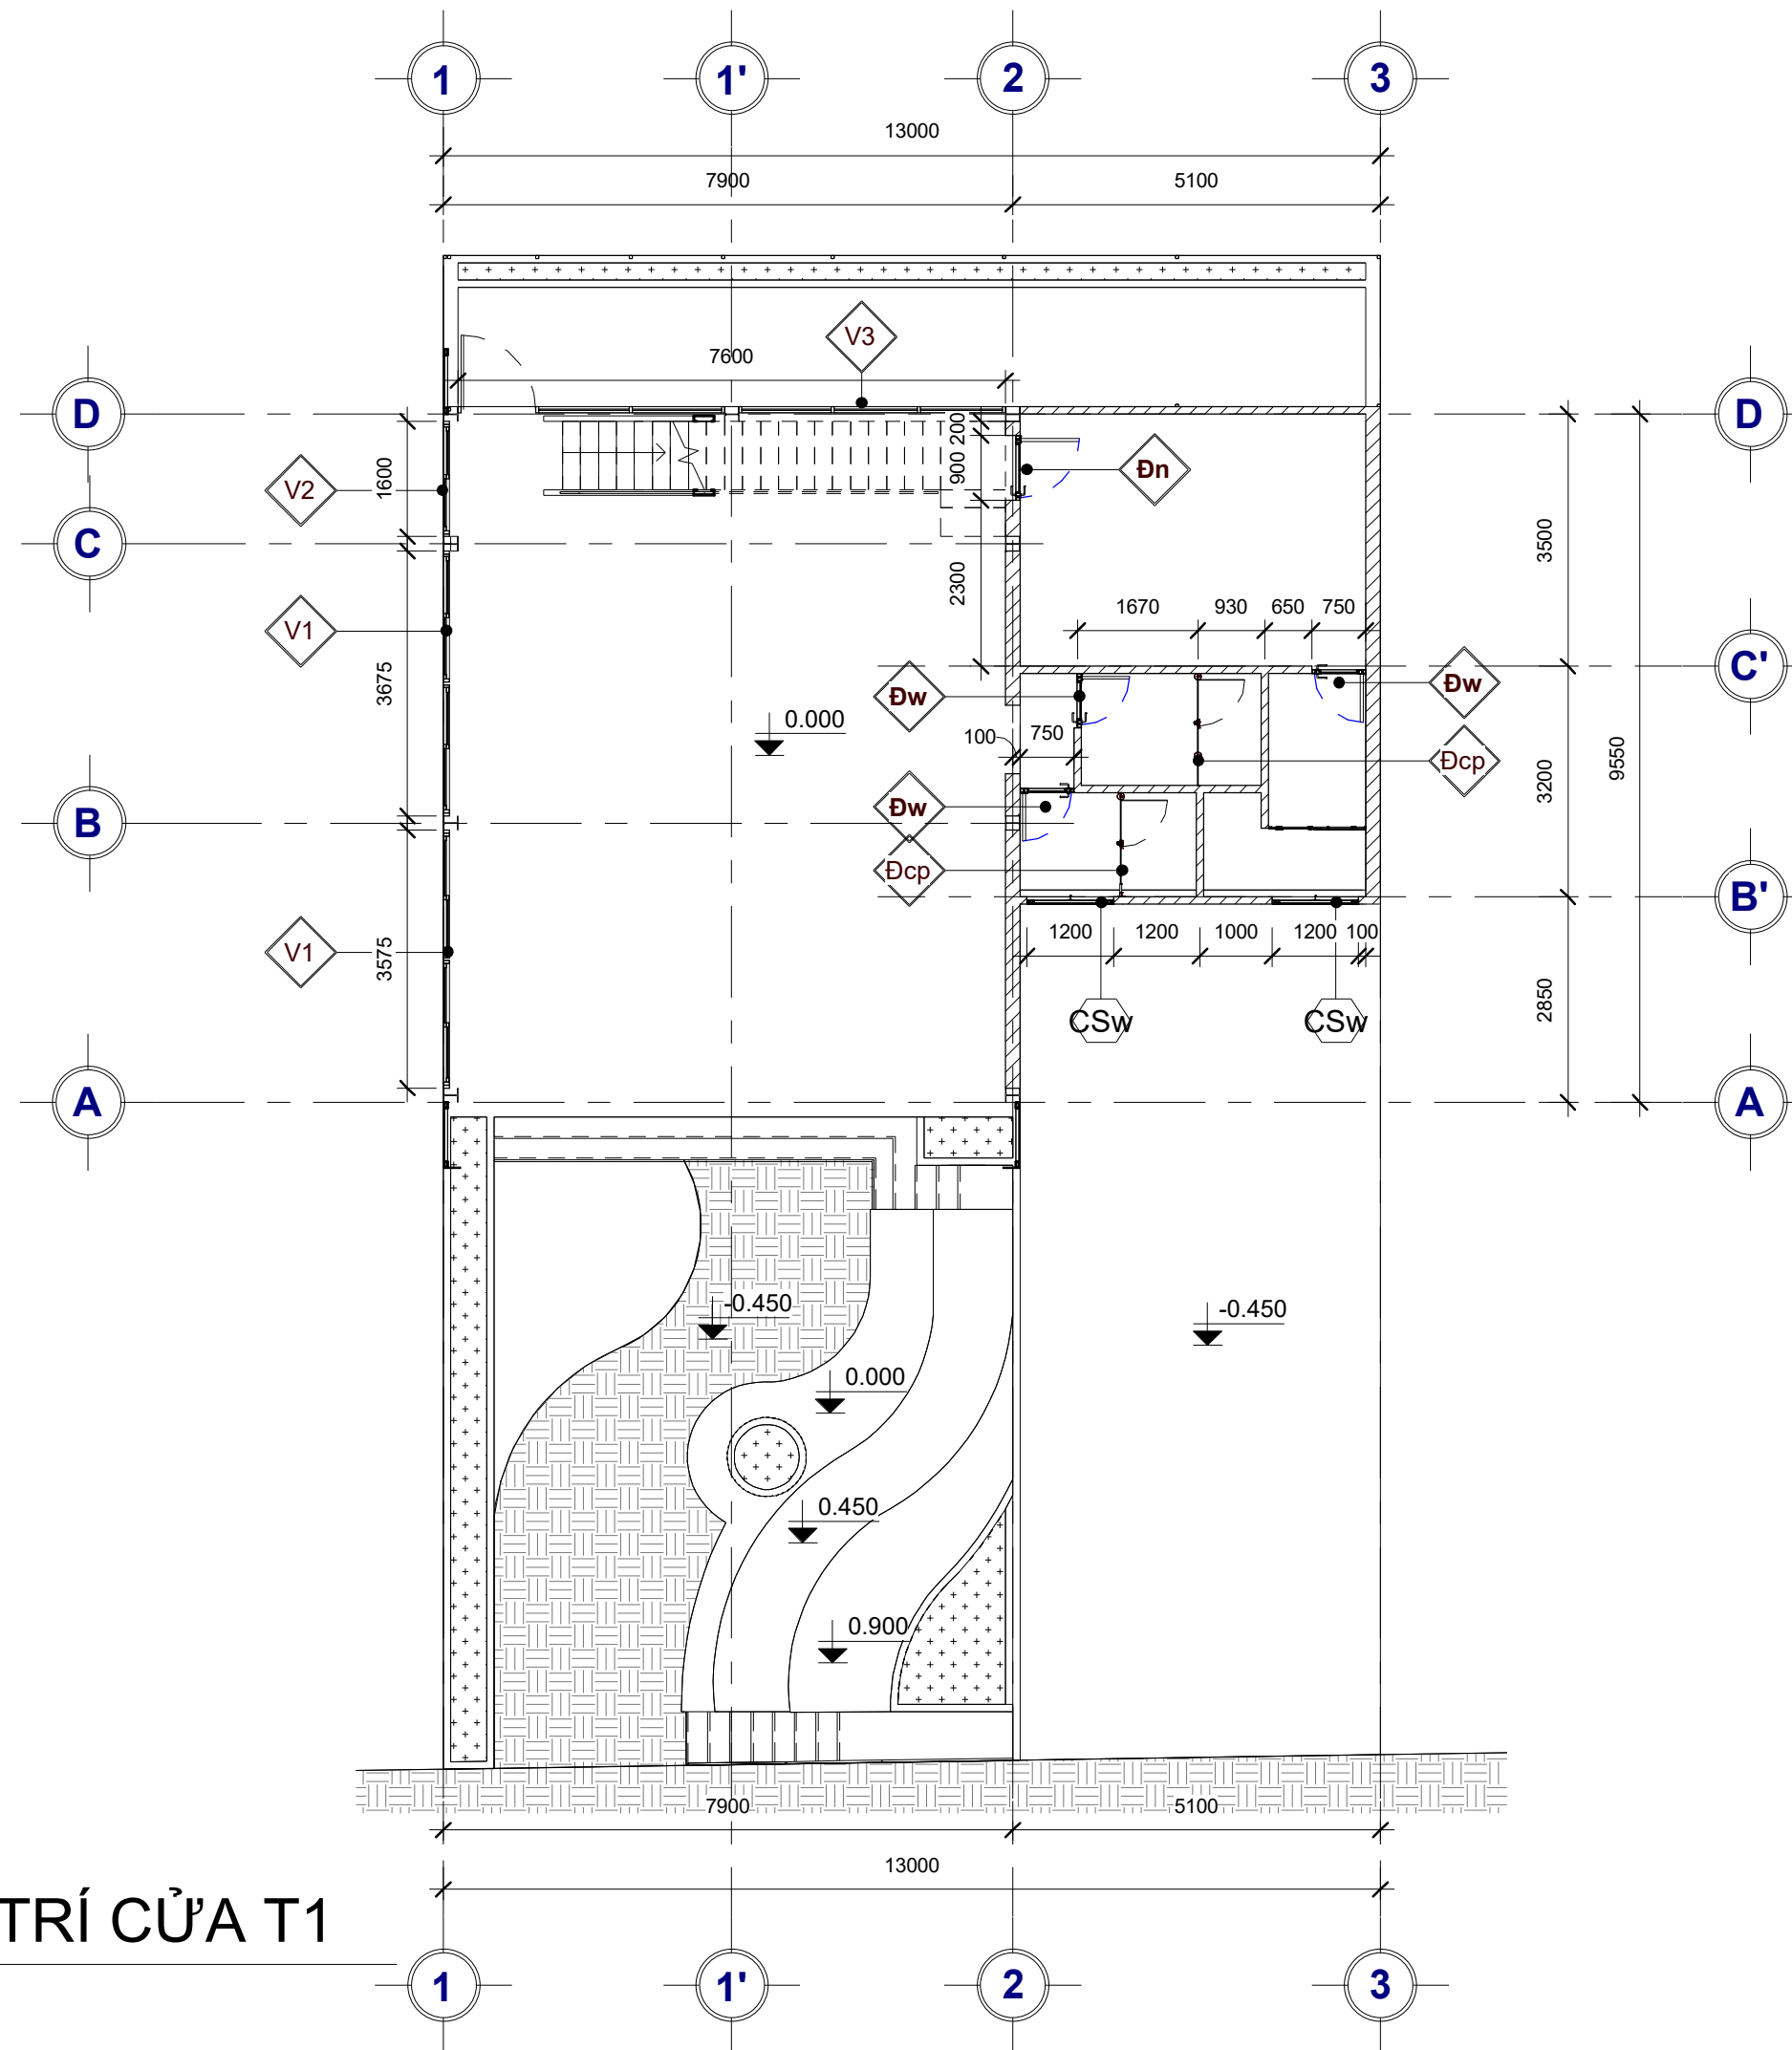 1 1' 2 3
13000
7900 5100
V3
7600
D D
200
900
Đn
V2
1600
C
3500
2300
1670 930 650 750
V1
C'
3675
Đw Đw
0.000
100 750
Đcp
3200
9550
Đw
B
Đcp
B'
1200 1200 1000 1200 100
V1
3575
2850
CSw CSw
A A
-0.450 -0.450
0.000
0.450
0.900
7900 5100
13000
TRÍ CỬA T1
1 1' 2 3